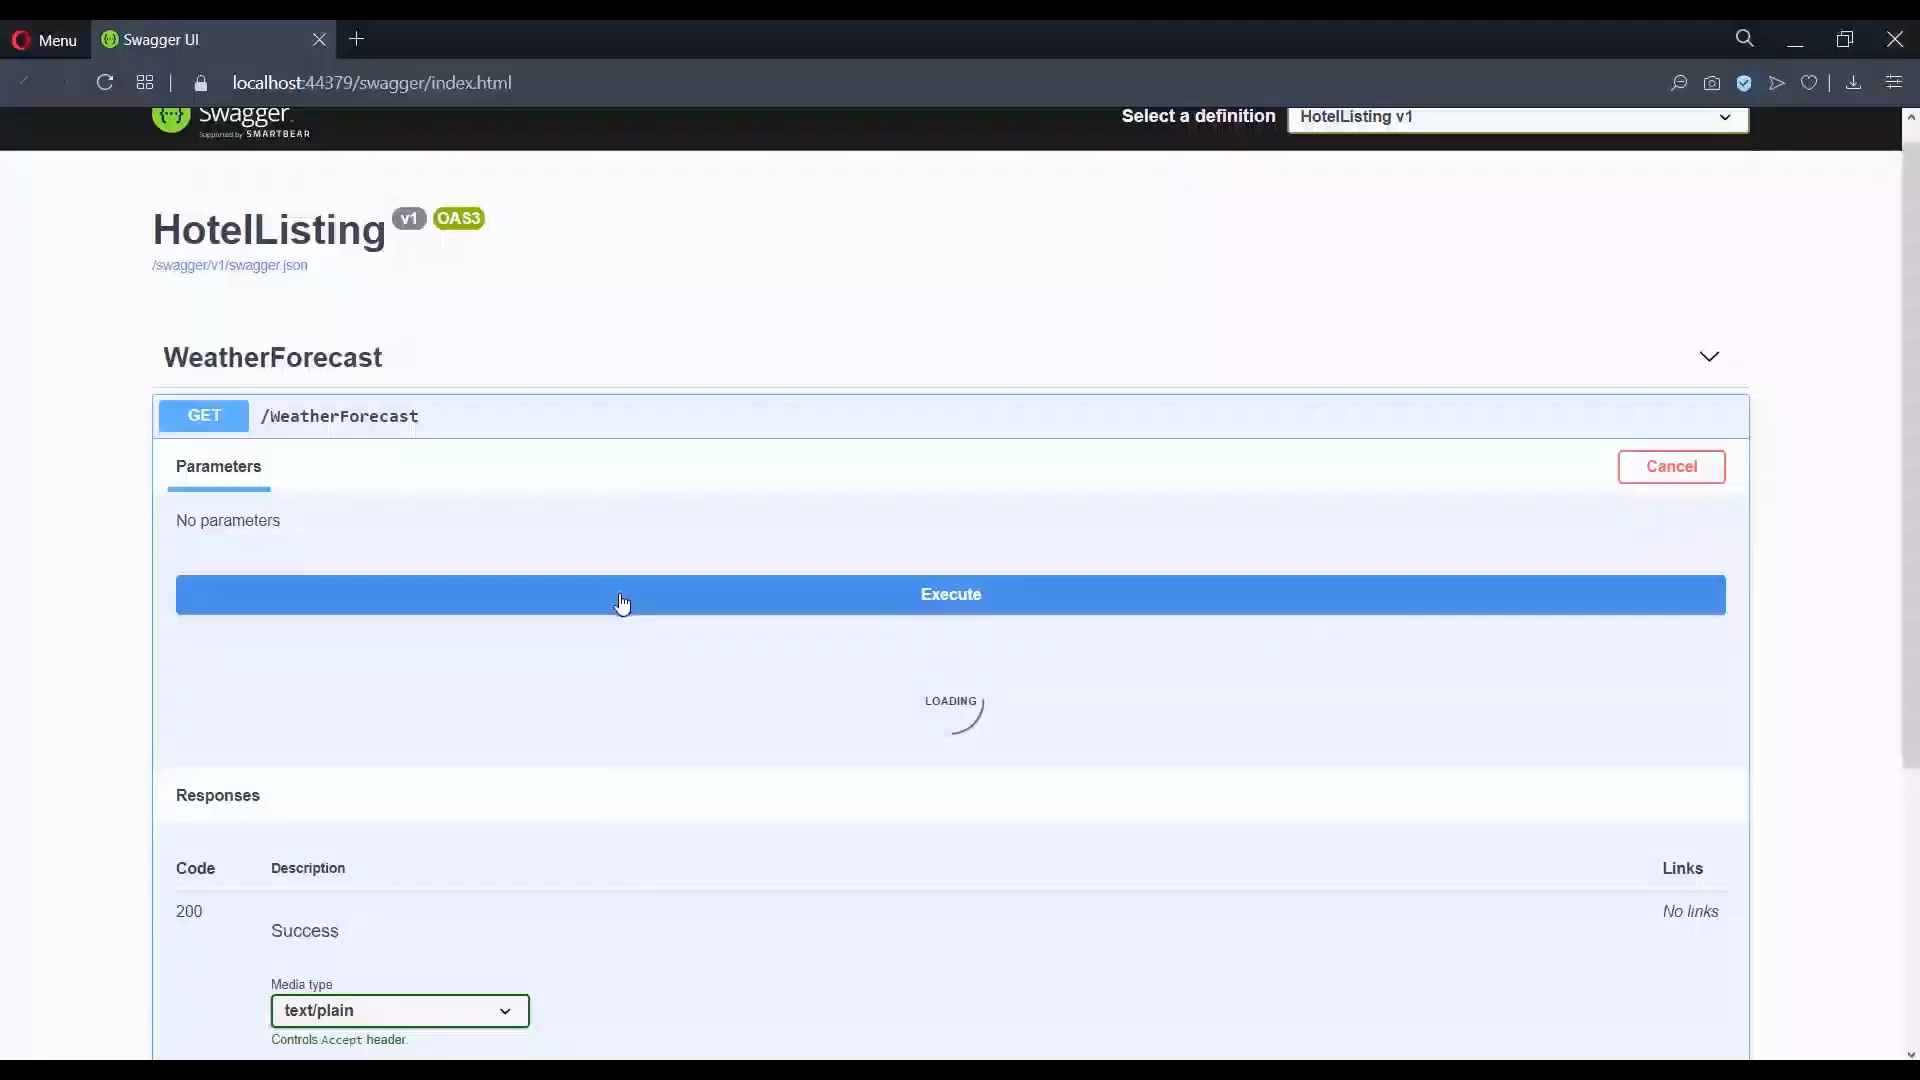 Menu
Swagger UI
localhost:44379/swagger/index.html
Swagger
Supported by SMARTBEAR
Select a definition
HotelListing v1
HotelListing v1 OAS3
/swagger/v1/swagger.json
WeatherForecast
GET /WeatherForecast
Parameters
Cancel
No parameters
Execute
LOADING
Responses
Code Description Links
200 No links
Success
Media type
text/plain
Controls Accept header.